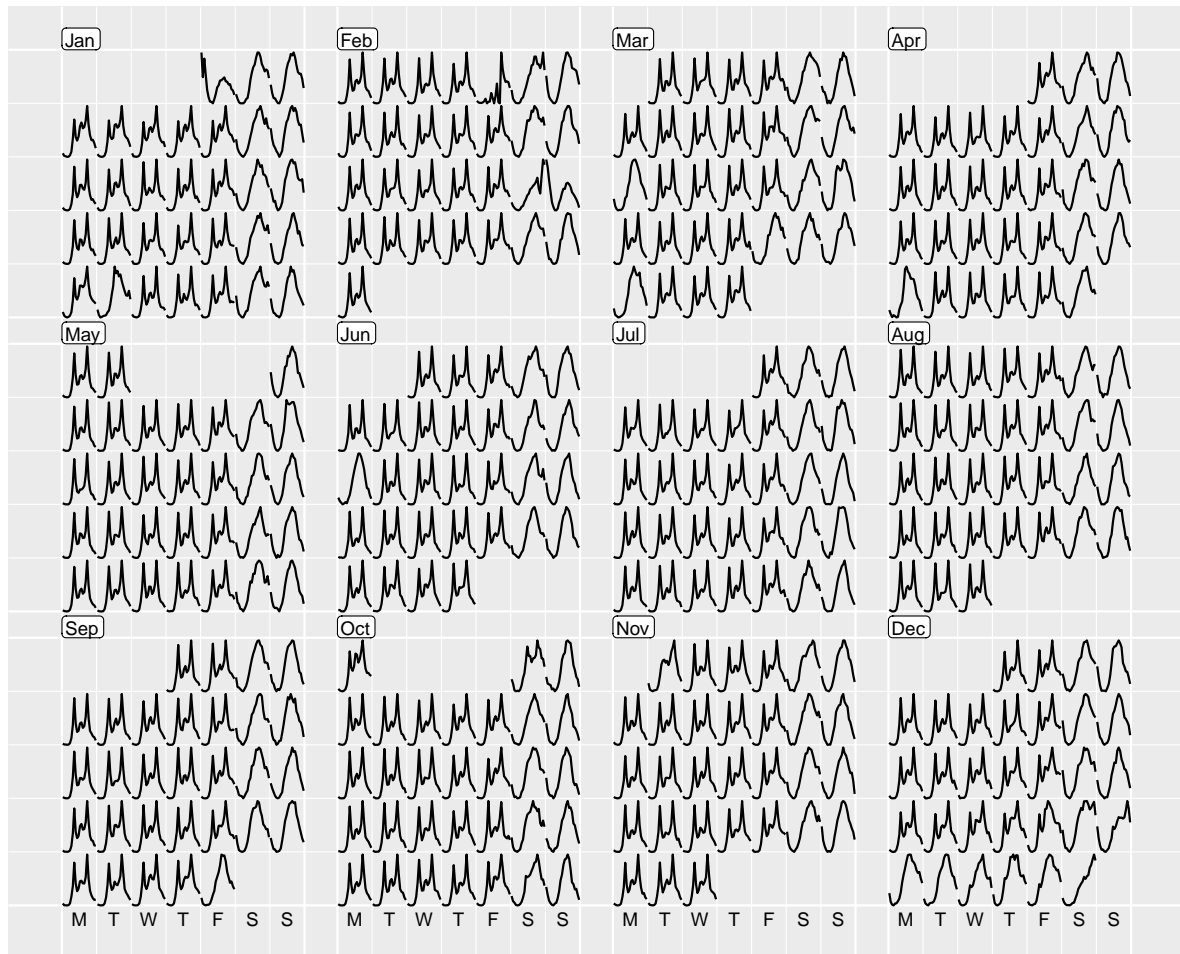 Jan Feb Mar Apr
May Jun Jul Aug
Sep Oct Nov Dec
M T W T F S S M T W T F S S M T W T F S S M T W T F S S